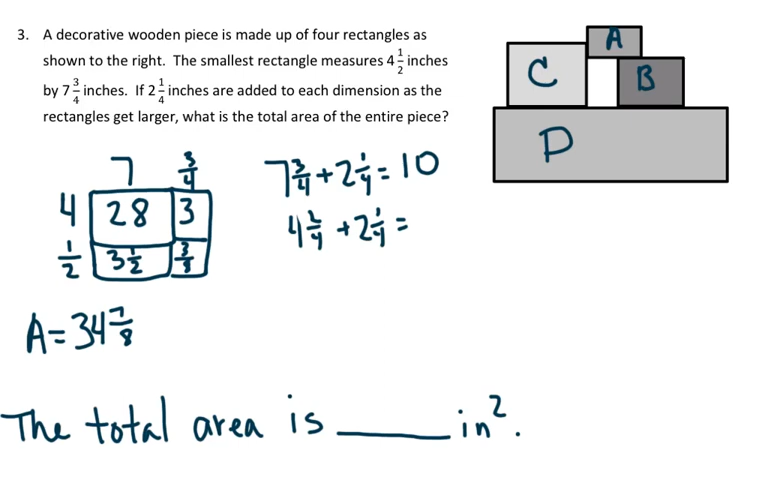 3. A decorative wooden piece is made up of four rectangles as
shown to the right. The smallest rectangle measures 4 1/2 inches
by 7 3/4 inches. If 2 1/4 inches are added to each dimension as the
rectangles get larger, what is the total area of the entire piece?
A
C
B
D
7 3/4
4 28 3
1/2 3 1/2 3/8
7 3/4 + 2 1/4 = 10
4 2/4 + 2 1/4 =
A = 34 7/8
The total area is ____ in².